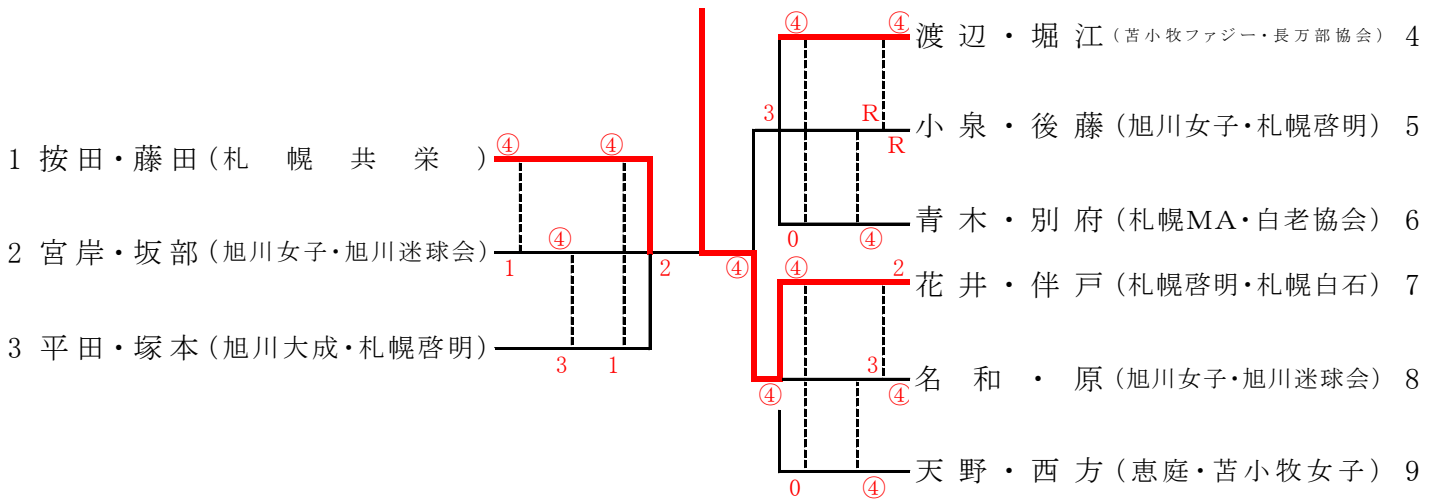 ④ ④ 渡辺・堀江(苫小牧ファジー・長万部協会) 4
3 R 小泉・後藤(旭川女子・札幌啓明) 5
R
1 按田・藤田(札幌共栄) ④ ④
青木・別府(札幌MA・白老協会) 6
0 ④
2 宮岸・坂部(旭川女子・旭川迷球会) ④
1 2 ④ ④ 2
花井・伴戸(札幌啓明・札幌白石) 7
3 平田・塚本(旭川大成・札幌啓明)
3 1 3
名和・原(旭川女子・旭川迷球会) 8
④ ④
天野・西方(恵庭・苫小牧女子) 9
0 ④